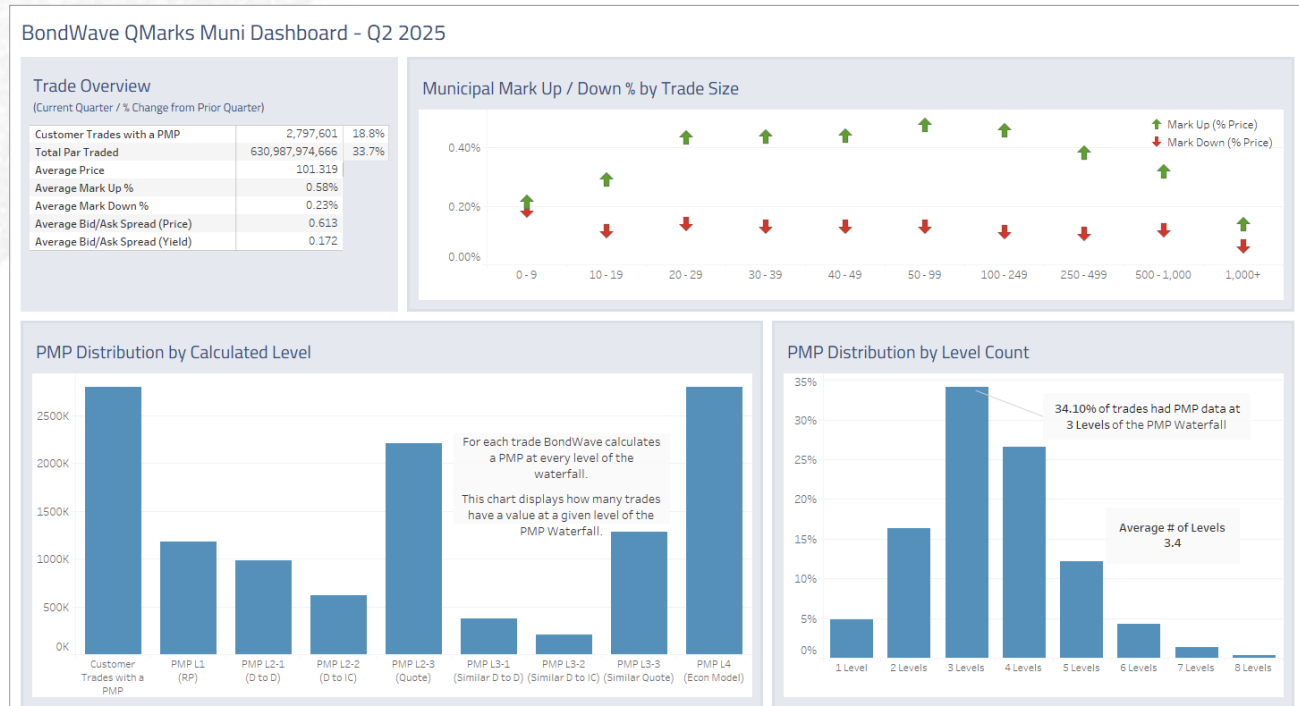 BondWave QMarks Muni Dashboard - Q2 2025
Trade Overview
(Current Quarter / % Change from Prior Quarter)
Customer Trades with a PMP 2,797,601 18.8%
Total Par Traded 630,987,974,666 33.7%
Average Price 101.319
Average Mark Up % 0.58%
Average Mark Down % 0.23%
Average Bid/Ask Spread (Price) 0.613
Average Bid/Ask Spread (Yield) 0.172
Municipal Mark Up / Down % by Trade Size
Mark Up (% Price)
Mark Down (% Price)
0.40%
0.20%
0.00%
0 - 9 10 - 19 20 - 29 30 - 39 40 - 49 50 - 99 100 - 249 250 - 499 500 - 1,000 1,000+
PMP Distribution by Calculated Level
2500K
2000K
1500K
1000K
500K
0K
For each trade BondWave calculates
a PMP at every level of the
waterfall.
This chart displays how many trades
have a value at a given level of the
PMP Waterfall.
Customer
Trades with a
PMP
PMP L1
(RP)
PMP L2-1
(D to D)
PMP L2-2
(D to IC)
PMP L2-3
(Quote)
PMP L3-1
(Similar D to D)
PMP L3-2
(Similar D to IC)
PMP L3-3
(Similar Quote)
PMP L4
(Econ Model)
PMP Distribution by Level Count
35%
30%
25%
20%
15%
10%
5%
0%
34.10% of trades had PMP data at
3 Levels of the PMP Waterfall
Average # of Levels
3.4
1 Level 2 Levels 3 Levels 4 Levels 5 Levels 6 Levels 7 Levels 8 Levels